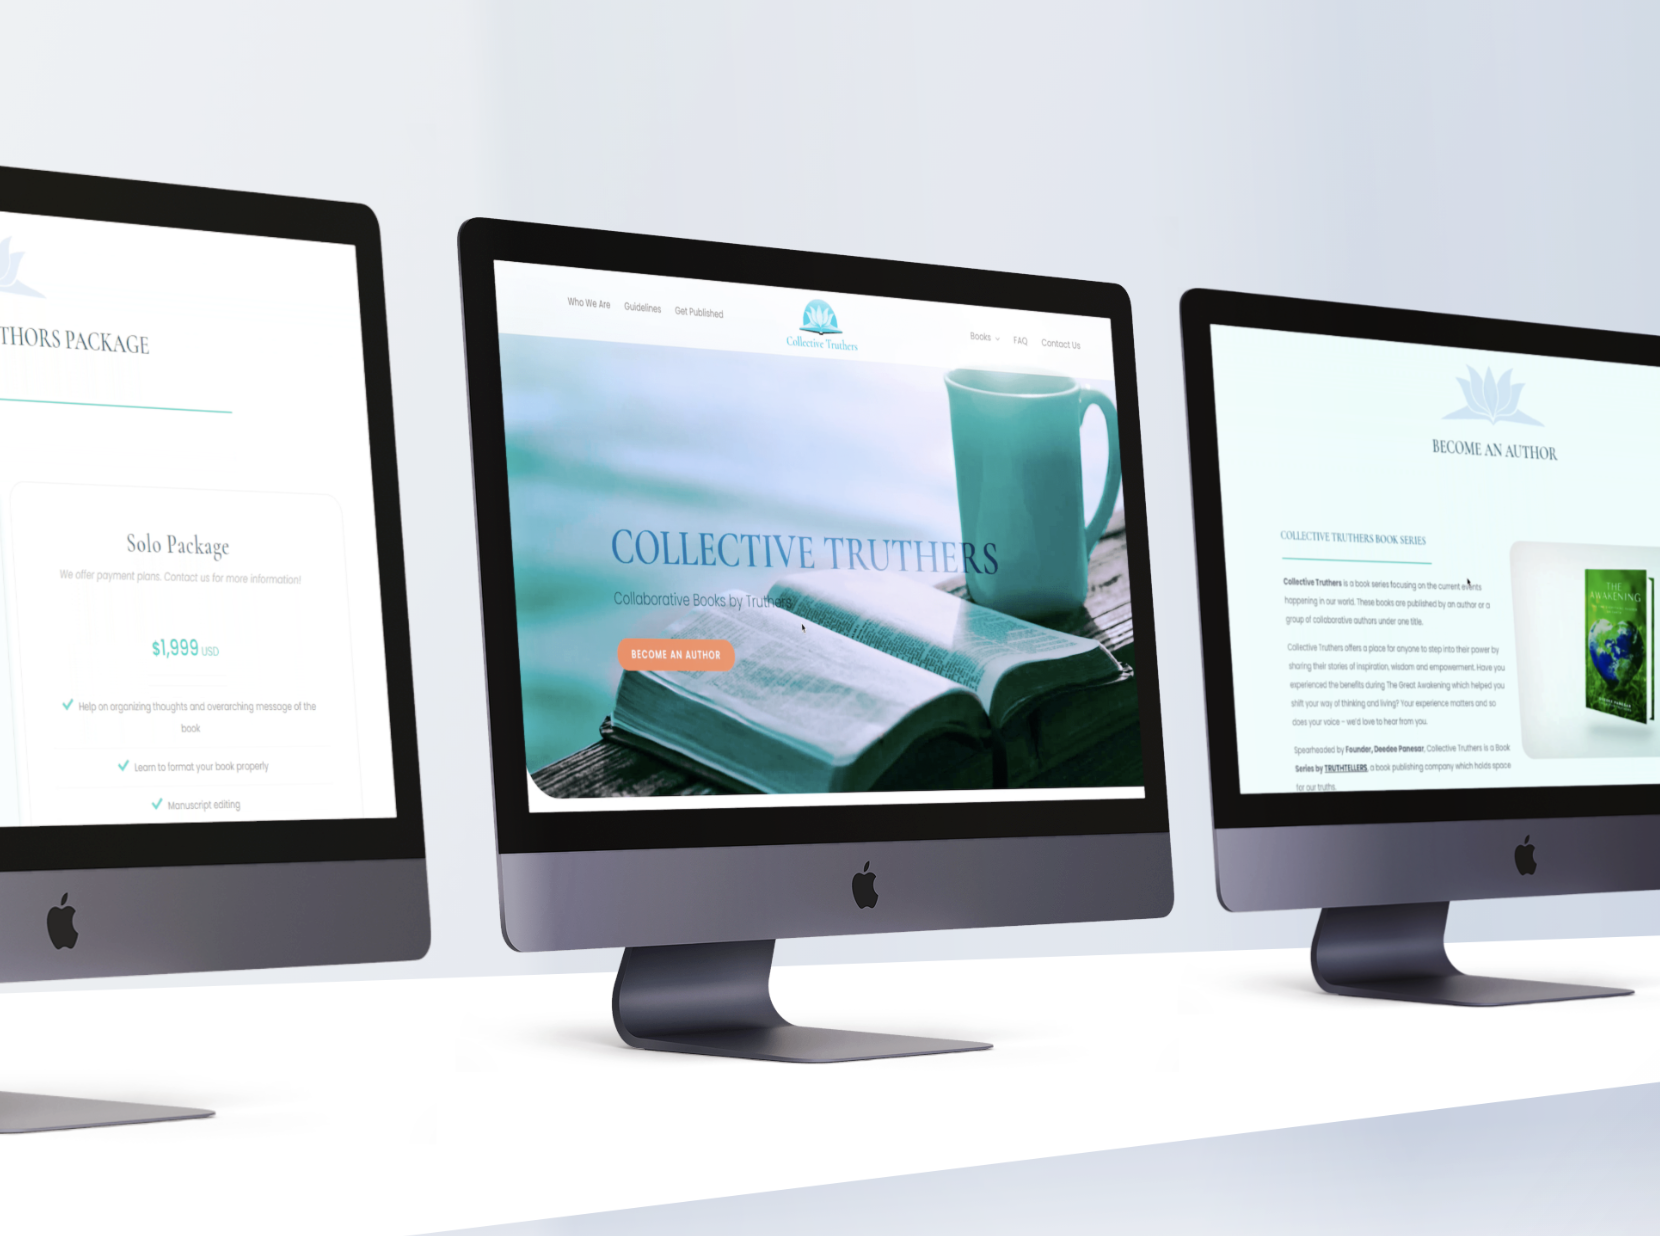 THORS PACKAGE
Solo Package
We offer payment plans. Contact us for more information!
$1,999 USD
Help on organizing thoughts and overarching message of the
book
Learn to format your book properly
Manuscript editing
Who We Are
Guidelines
Get Published
Collective Truthers
Books
FAQ
Contact Us
COLLECTIVE TRUTHERS
Collaborative Books by Truthers
BECOME AN AUTHOR
BECOME AN AUTHOR
COLLECTIVE TRUTHERS BOOK SERIES
Collective Truthers is a book series focusing on the current events
happening in our world. These books are published by an author or a
group of collaborative authors under one title.
Collective Truthers offers a place for anyone to step into their power by
sharing their stories of inspiration, wisdom and empowerment. Have you
experienced the benefits during The Great Awakening which helped you
shift your way of thinking and living? Your experience matters and so
does your voice – we'd love to hear from you.
Spearheaded by Founder, Deedee Panesar, Collective Truthers is a Book
Series by TRUTHTELLERS, a book publishing company which holds space
for our truths.
THE
AWAKENING